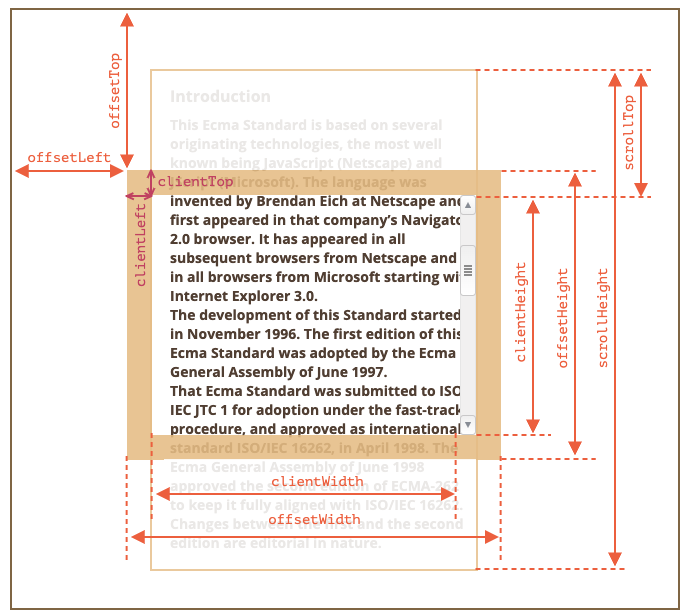 offsetTop
Introduction
This Ecma Standard is based on several
originating technologies, the most well
known being JavaScript (Netscape) and
offsetLeft
scrollTop
clientTop
(Microsoft). The language was
invented by Brendan Eich at Netscape and
first appeared in that company's Navigato
2.0 browser. It has appeared in all
subsequent browsers from Netscape and
in all browsers from Microsoft starting wi
Internet Explorer 3.0.
clientLeft
The development of this Standard started
in November 1996. The first edition of this
Ecma Standard was adopted by the Ecma
General Assembly of June 1997.
clientHeight
offsetHeight
scrollHeight
That Ecma Standard was submitted to ISO
IEC JTC 1 for adoption under the fast-track
procedure, and approved as international
standard ISO/IEC 16262, in April 1998. The
Ecma General Assembly of June 1998
clientWidth
approved the second edition of ECMA-26
to keep it fully aligned with ISO/IEC 16262.
offsetWidth
Changes between the first and the second
edition are editorial in nature.